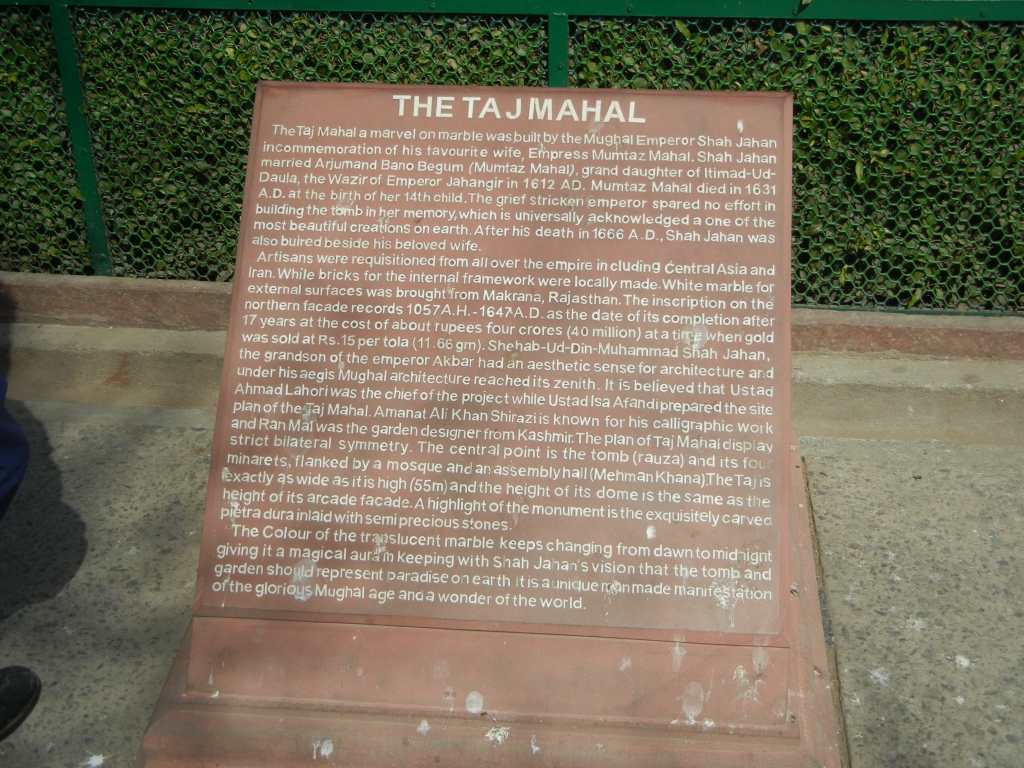 THE TAJ MAHAL
The Taj Mahal a marvel on marble was built by the Mughal Emperor Shah Jahan
incommemoration of his favourite wife, Empress Mumtaz Mahal. Shah Jahan
married Arjumand Bano Begum (Mumtaz Mahal), grand daughter of Itimad-Ud-
Daula, the Wazir of Emperor Jahangir in 1612 AD. Mumtaz Mahal died in 1631
A.D. at the birth of her 14th child. The grief stricken emperor spared no effort in
building the tomb in her memory, which is universally acknowledged a one of the
most beautiful creations on earth. After his death in 1666 A.D., Shah Jahan was
also buired beside his beloved wife.
Artisans were requisitioned from all over the empire in cluding Central Asia and
Iran. While bricks for the internal framework were locally made. White marble for
external surfaces was brought from Makrana, Rajasthan. The inscription on the
northern facade records 1057 A.H. - 1647 A.D. as the date of its completion after
17 years at the cost of about rupees four crores (40 million) at a time when gold
was sold at Rs. 15 per tola (11.66 gm). Shehab-Ud-Din-Muhammad Shah Jahan,
the grandson of the emperor Akbar had an aesthetic sense for architecture and
under his aegis Mughal architecture reached its zenith. It is believed that Ustad
Ahmad Lahori was the chief of the project while Ustad Isa Afandi prepared the site
plan of the Taj Mahal. Amanat Ali Khan Shirazi is known for his calligraphic work
and Ran Mal was the garden designer from Kashmir. The plan of Taj Mahal display
strict bilateral symmetry. The central point is the tomb (rauza) and its four
minarets, flanked by a mosque and an assembly hall (Mehman Khana). The Taj is
exactly as wide as it is high (55m) and the height of its dome is the same as the
height of its arcade facade. A highlight of the monument is the exquisitely carved
pietra dura inlaid with semi precious stones.
The Colour of the translucent marble keeps changing from dawn to mid night
giving it a magical aura in keeping with Shah Jahan's vision that the tomb and
garden should represent paradise on earth. It is a unique manmade manifestation
of the glorious Mughal age and a wonder of the world.